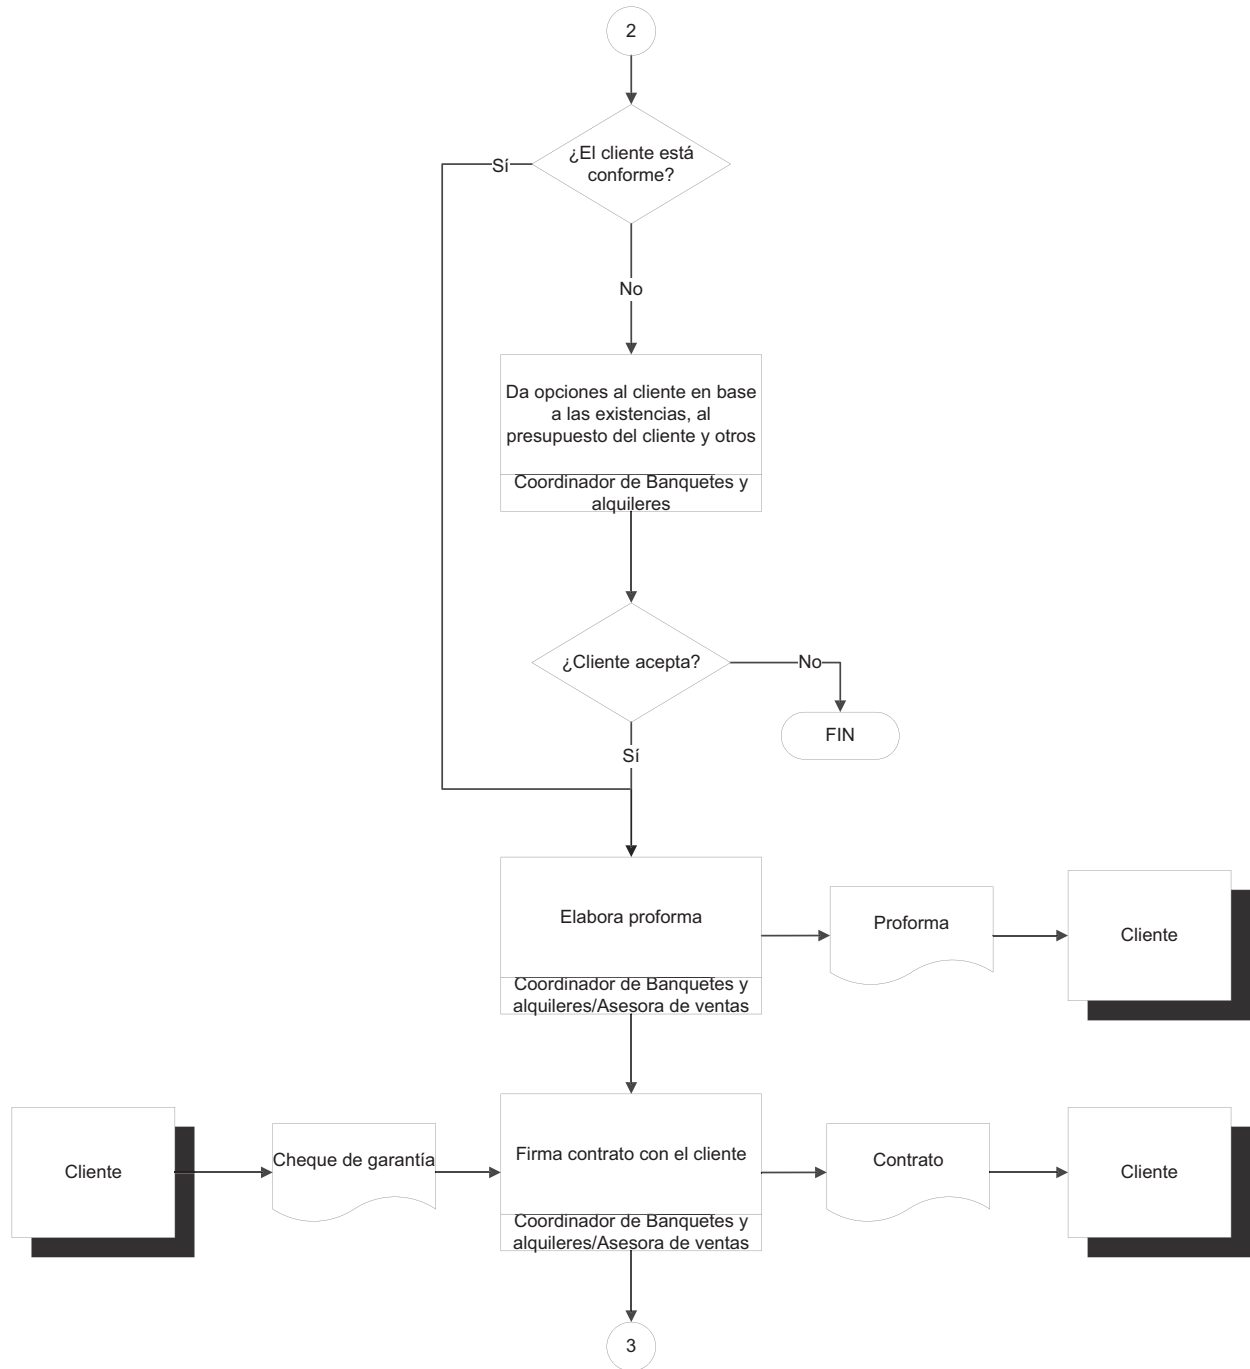 2
¿El cliente está
conforme?
Sí
No
Da opciones al cliente en base
a las existencias, al
presupuesto del cliente y otros
Coordinador de Banquetes y
alquileres
¿Cliente acepta?
No
FIN
Sí
Elabora proforma
Coordinador de Banquetes y
alquileres/Asesora de ventas
Proforma
Cliente
Cliente
Cheque de garantía
Firma contrato con el cliente
Coordinador de Banquetes y
alquileres/Asesora de ventas
Contrato
Cliente
3